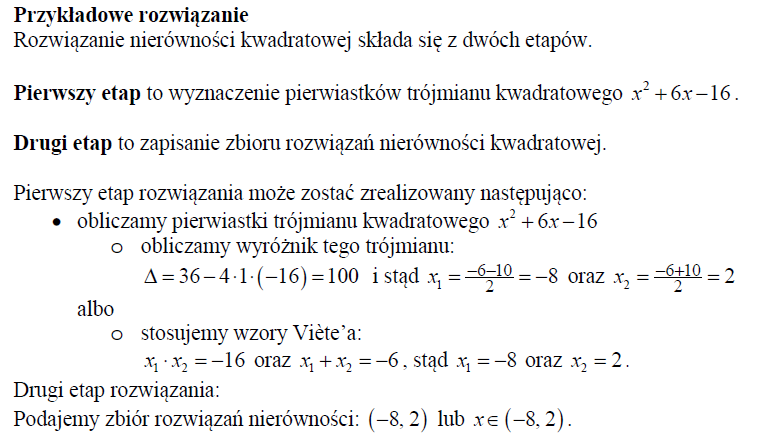 Przykładowe rozwiązanie
Rozwiązanie nierówności kwadratowej składa się z dwóch etapów.
Pierwszy etap to wyznaczenie pierwiastków trójmianu kwadratowego x² + 6x − 16.
Drugi etap to zapisanie zbioru rozwiązań nierówności kwadratowej.
Pierwszy etap rozwiązania może zostać zrealizowany następująco:
• obliczamy pierwiastki trójmianu kwadratowego x² + 6x − 16
o obliczamy wyróżnik tego trójmianu:
Δ = 36 − 4·1·(−16) = 100 i stąd x₁ = (−6−10)/2 = −8 oraz x₂ = (−6+10)/2 = 2
albo
o stosujemy wzory Viète’a:
x₁ · x₂ = −16 oraz x₁ + x₂ = −6, stąd x₁ = −8 oraz x₂ = 2.
Drugi etap rozwiązania:
Podajemy zbiór rozwiązań nierówności: (−8, 2) lub x ∈ (−8, 2).